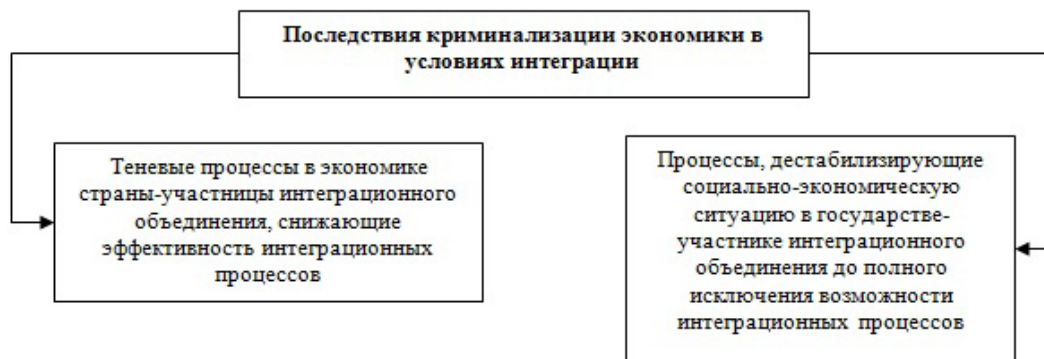 Последствия криминализации экономики в
условиях интеграции
Теневые процессы в экономике
страны-участницы интеграционного
объединения, снижающие
эффективность интеграционных
процессов
Процессы, дестабилизирующие
социально-экономическую
ситуацию в государстве-
участнике интеграционного
объединения до полного
исключения возможности
интеграционных процессов